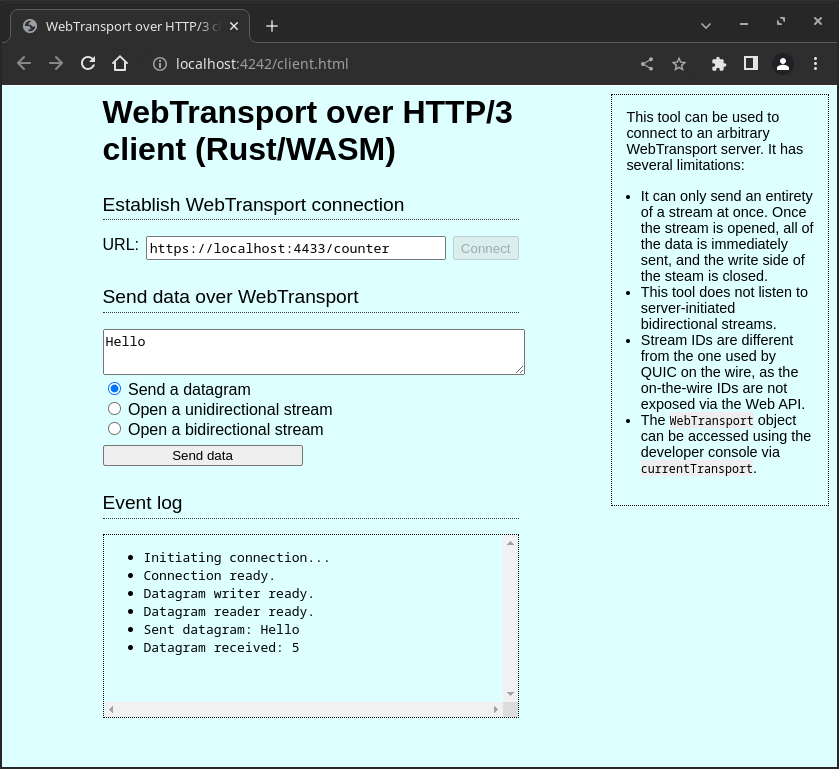 WebTransport over HTTP/3 cl
localhost:4242/client.html
WebTransport over HTTP/3
client (Rust/WASM)
Establish WebTransport connection
URL: https://localhost:4433/counter Connect
Send data over WebTransport
Hello
Send a datagram
Open a unidirectional stream
Open a bidirectional stream
Send data
Event log
Initiating connection...
Connection ready.
Datagram writer ready.
Datagram reader ready.
Sent datagram: Hello
Datagram received: 5
This tool can be used to
connect to an arbitrary
WebTransport server. It has
several limitations:
It can only send an entirety
of a stream at once. Once
the stream is opened, all of
the data is immediately
sent, and the write side of
the steam is closed.
This tool does not listen to
server-initiated
bidirectional streams.
Stream IDs are different
from the one used by
QUIC on the wire, as the
on-the-wire IDs are not
exposed via the Web API.
The WebTransport object
can be accessed using the
developer console via
currentTransport.